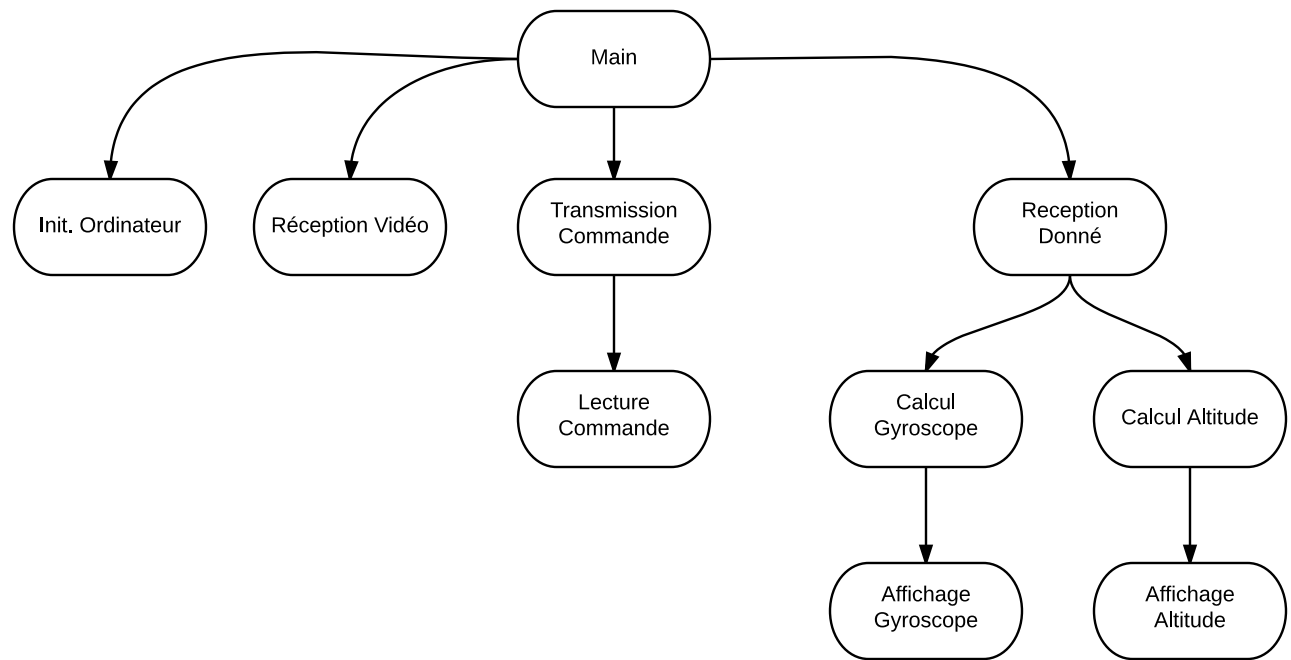 Main
Init. Ordinateur
Réception Vidéo
Transmission
Commande
Reception
Donné
Lecture
Commande
Calcul
Gyroscope
Calcul Altitude
Affichage
Gyroscope
Affichage
Altitude